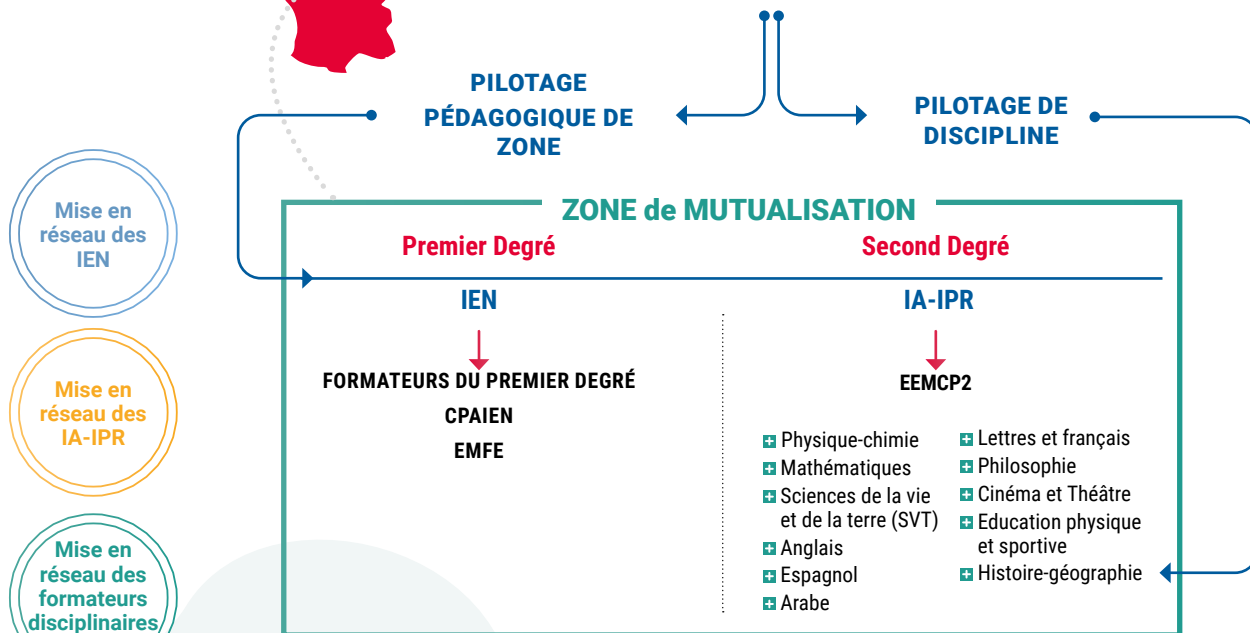 PILOTAGE
PÉDAGOGIQUE DE
ZONE
PILOTAGE DE
DISCIPLINE
Mise en
réseau des
IEN
Mise en
réseau des
IA-IPR
Mise en
réseau des
formateurs
disciplinaires
ZONE de MUTUALISATION
Premier Degré
IEN
FORMATEURS DU PREMIER DEGRÉ
CPAIEN
EMFE
Second Degré
IA-IPR
EEMCP2
Physique-chimie
Mathématiques
Sciences de la vie
et de la terre (SVT)
Anglais
Espagnol
Arabe
Lettres et français
Philosophie
Cinéma et Théâtre
Education physique
et sportive
Histoire-géographie